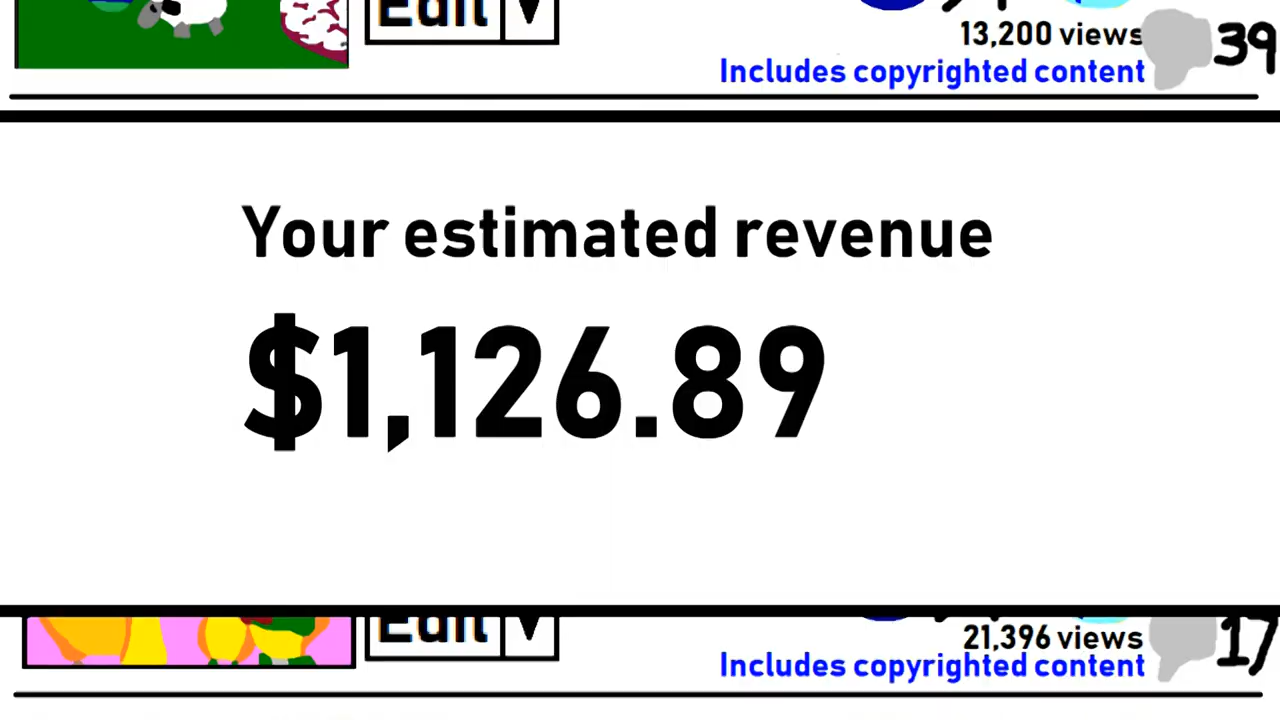 Edit
13,200 views
39
Includes copyrighted content
Your estimated revenue
$1,126.89
Edit
21,396 views
17
Includes copyrighted content